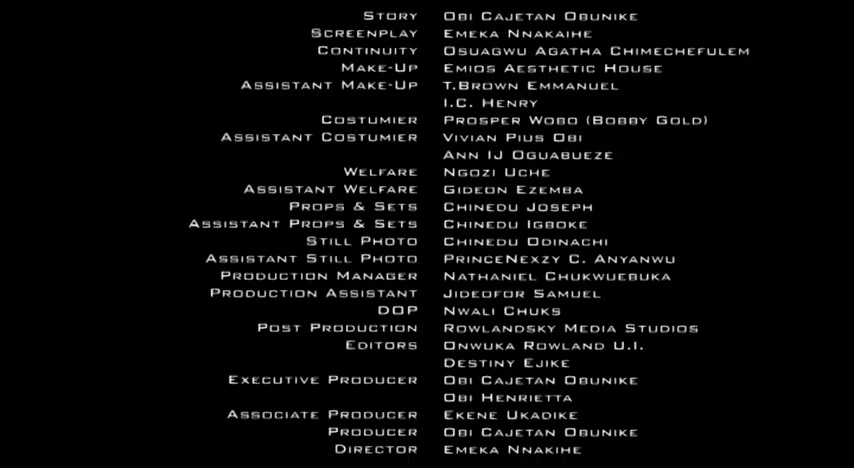 Story Obi Cajetan Obunike
Screenplay Emeka Nnakaihe
Continuity Osuagwu Agatha Chimechefulem
Make-Up Emios Aesthetic House
Assistant Make-Up T.Brown Emmanuel
I.C. Henry
Costumier Prosper Wobo (Bobby Gold)
Assistant Costumier Vivian Pius Obi
Ann IJ Oguabueze
Welfare Ngozi Uche
Assistant Welfare Gideon Ezemba
Props & Sets Chinedu Joseph
Assistant Props & Sets Chinedu Igboke
Still Photo Chinedu Odinachi
Assistant Still Photo PrinceNexzy C. Anyanwu
Production Manager Nathaniel Chukwuebuka
Production Assistant Jideofor Samuel
DOP Nwali Chuks
Post Production Rowlandsky Media Studios
Editors Onwuka Rowland U.I.
Destiny Ejike
Executive Producer Obi Cajetan Obunike
Obi Henrietta
Associate Producer Ekene Ukadike
Producer Obi Cajetan Obunike
Director Emeka Nnakihe